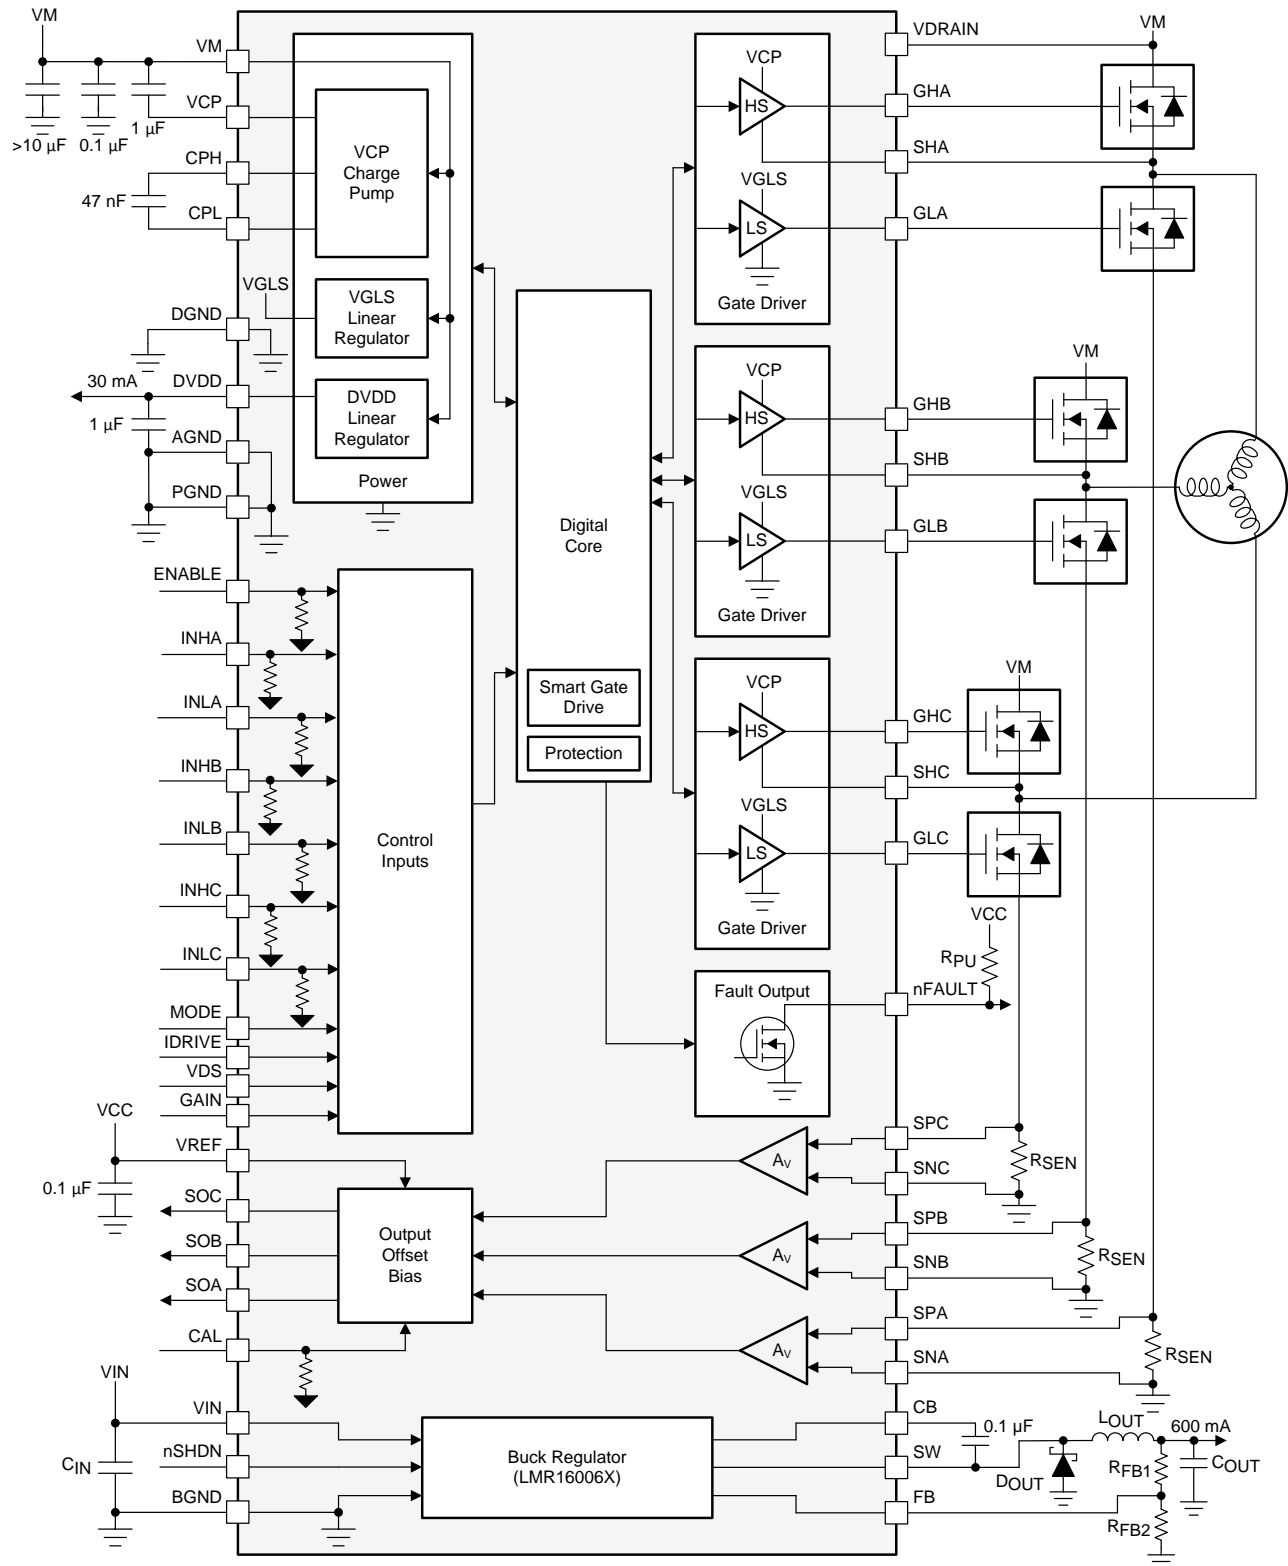 VM
VM
VCP
1 µF
>10 µF
0.1 µF
CPH
47 nF
CPL
DGND
DVDD
30 mA
1 µF
AGND
PGND
VCP
Charge
Pump
VGLS
VGLS
Linear
Regulator
DVDD
Linear
Regulator
Power
ENABLE
INHA
INLA
INHB
INLB
INHC
INLC
MODE
IDRIVE
VDS
GAIN
Control
Inputs
Digital
Core
Smart Gate
Drive
Protection
VCP
HS
VGLS
LS
Gate Driver
VCP
HS
VGLS
LS
Gate Driver
VCP
HS
VGLS
LS
Gate Driver
Fault Output
VDRAIN
VM
GHA
SHA
GLA
VM
GHB
SHB
GLB
VM
GHC
SHC
GLC
VCC
RPU
nFAULT
VCC
VREF
0.1 µF
SOC
SOB
SOA
CAL
Output
Offset
Bias
AV
AV
AV
SPC
SNC
RSEN
SPB
SNB
RSEN
SPA
SNA
RSEN
VIN
VIN
nSHDN
CIN
BGND
Buck Regulator
(LMR16006X)
CB
0.1 µF
SW
FB
DOUT
LOUT
600 mA
RFB1
COUT
RFB2